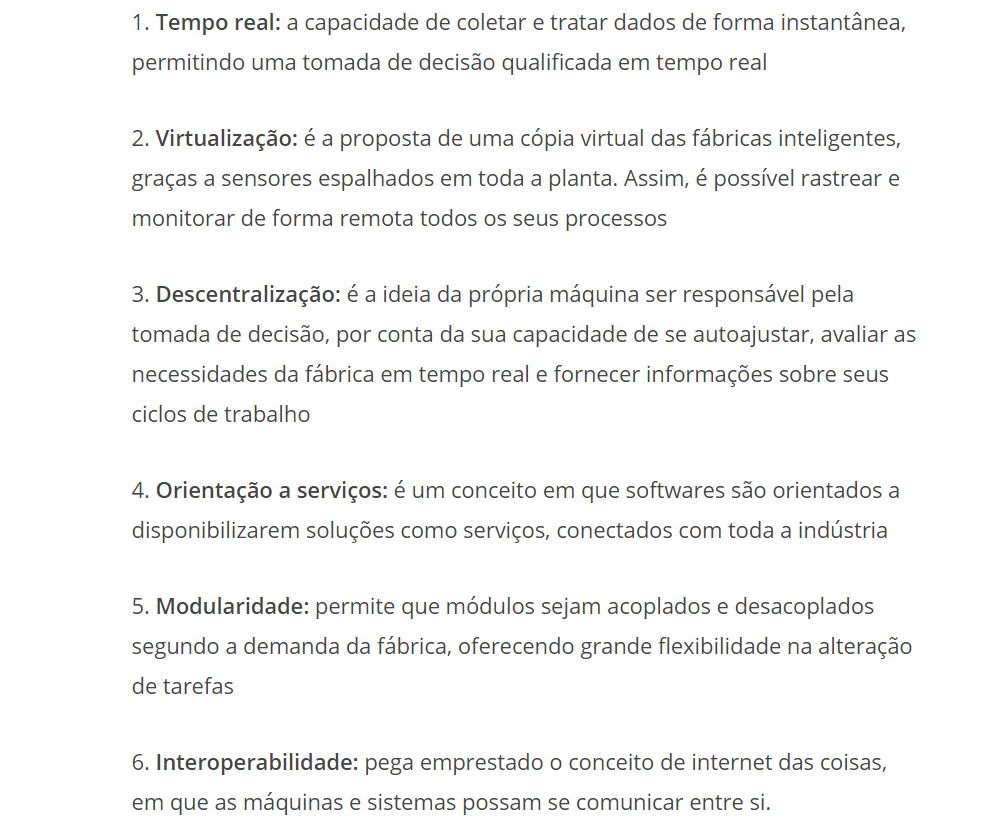 1. Tempo real: a capacidade de coletar e tratar dados de forma instantânea,
permitindo uma tomada de decisão qualificada em tempo real
2. Virtualização: é a proposta de uma cópia virtual das fábricas inteligentes,
graças a sensores espalhados em toda a planta. Assim, é possível rastrear e
monitorar de forma remota todos os seus processos
3. Descentralização: é a ideia da própria máquina ser responsável pela
tomada de decisão, por conta da sua capacidade de se autoajustar, avaliar as
necessidades da fábrica em tempo real e fornecer informações sobre seus
ciclos de trabalho
4. Orientação a serviços: é um conceito em que softwares são orientados a
disponibilizarem soluções como serviços, conectados com toda a indústria
5. Modularidade: permite que módulos sejam acoplados e desacoplados
segundo a demanda da fábrica, oferecendo grande flexibilidade na alteração
de tarefas
6. Interoperabilidade: pega emprestado o conceito de internet das coisas,
em que as máquinas e sistemas possam se comunicar entre si.